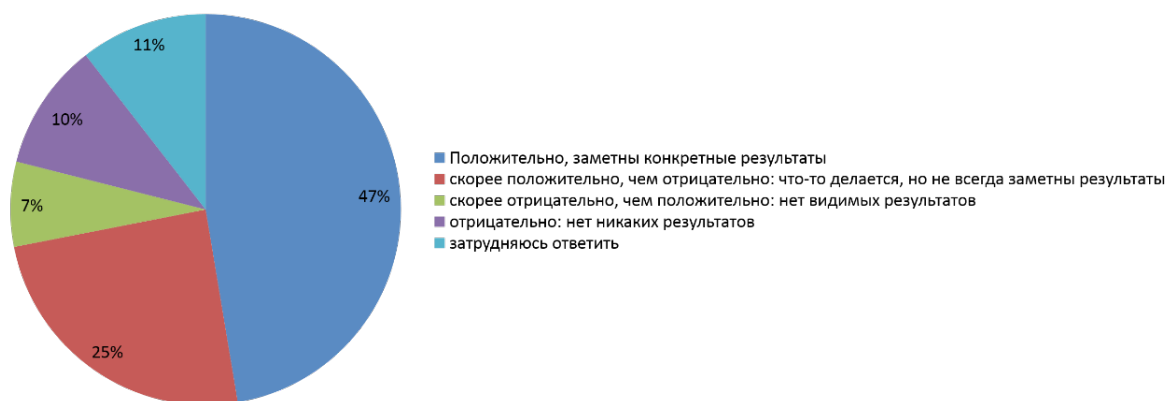 11%
10%
7%
47%
25%
Положительно, заметны конкретные результаты
скорее положительно, чем отрицательно: что-то делается, но не всегда заметны результаты
скорее отрицательно, чем положительно: нет видимых результатов
отрицательно: нет никаких результатов
затрудняюсь ответить